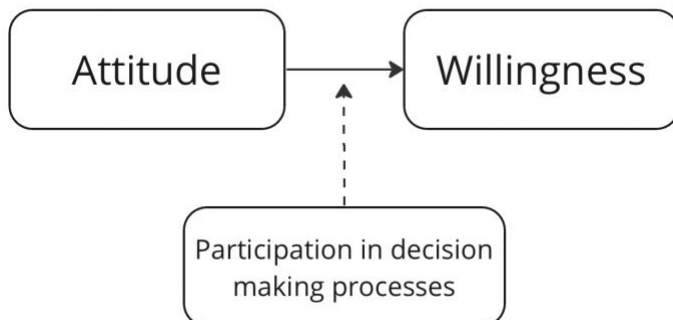 Attitude
Willingness
Participation in decision
making processes